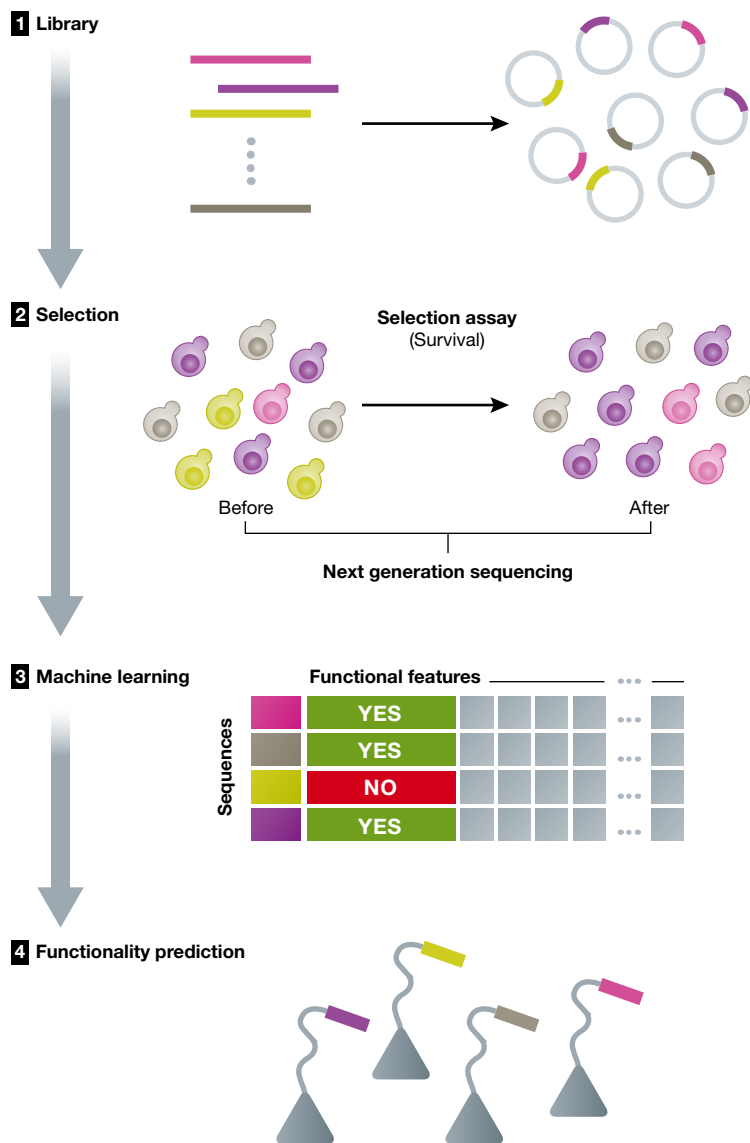 1 Library
2 Selection
Selection assay
(Survival)
Before
After
Next generation sequencing
3 Machine learning
Functional features
Sequences
YES
YES
NO
YES
4 Functionality prediction